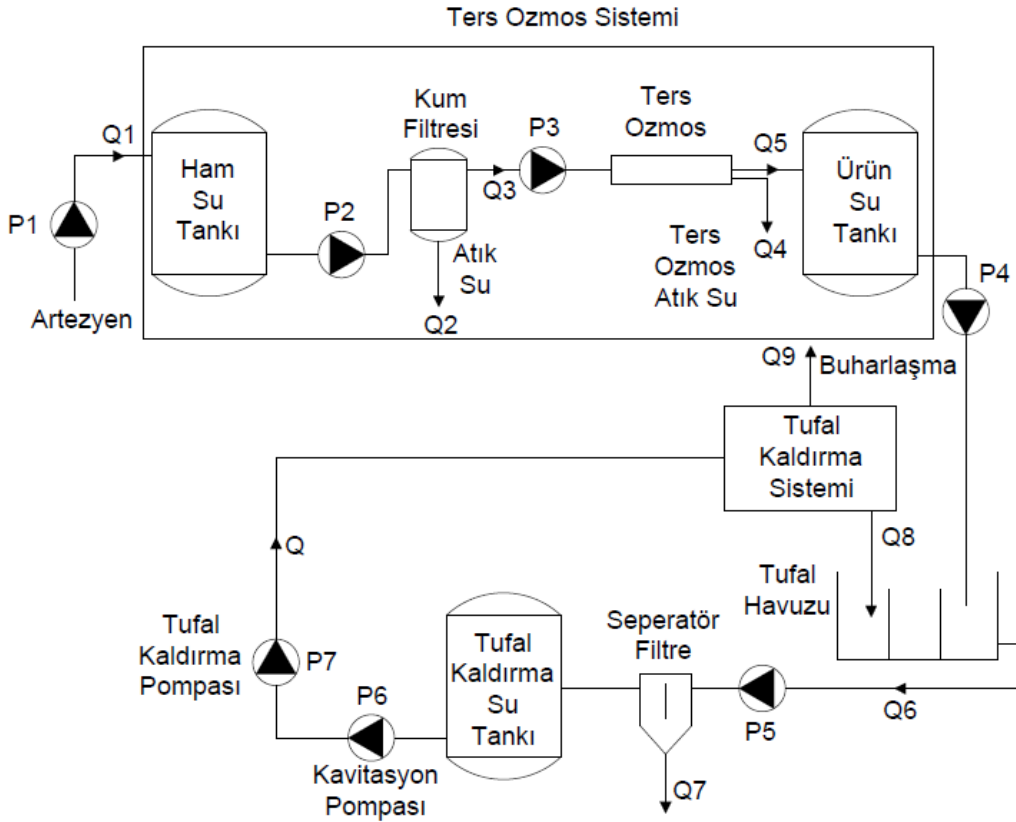 Ters Ozmos Sistemi
Q1
P1
Artezyen
Ham
Su
Tankı
P2
Kum
Filtresi
Atık
Su
Q2
Q3
P3
Ters
Ozmos
Q5
Q4
Ters
Ozmos
Atık Su
Ürün
Su
Tankı
P4
Q9
Buharlaşma
Tufal
Kaldırma
Sistemi
Q8
Tufal
Havuzu
Q6
P5
Seperatör
Filtre
Q7
Tufal
Kaldırma
Su
Tankı
P6
Kavitasyon
Pompası
P7
Tufal
Kaldırma
Pompası
Q